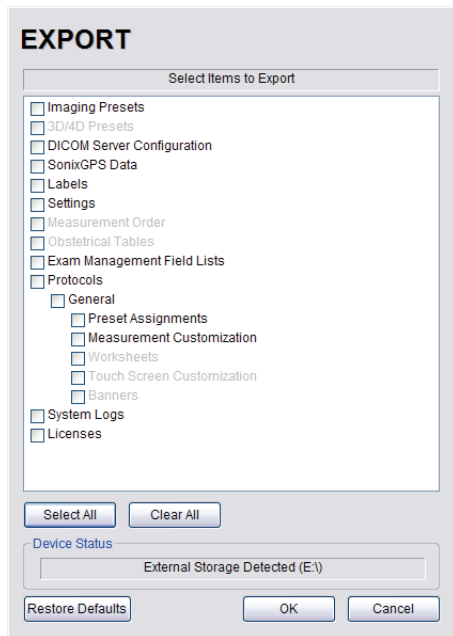 EXPORT
Select Items to Export
Imaging Presets
3D/4D Presets
DICOM Server Configuration
SonixGPS Data
Labels
Settings
Measurement Order
Obstetrical Tables
Exam Management Field Lists
Protocols
General
Preset Assignments
Measurement Customization
Worksheets
Touch Screen Customization
Banners
System Logs
Licenses
Select All Clear All
Device Status
External Storage Detected (E:\)
Restore Defaults OK Cancel